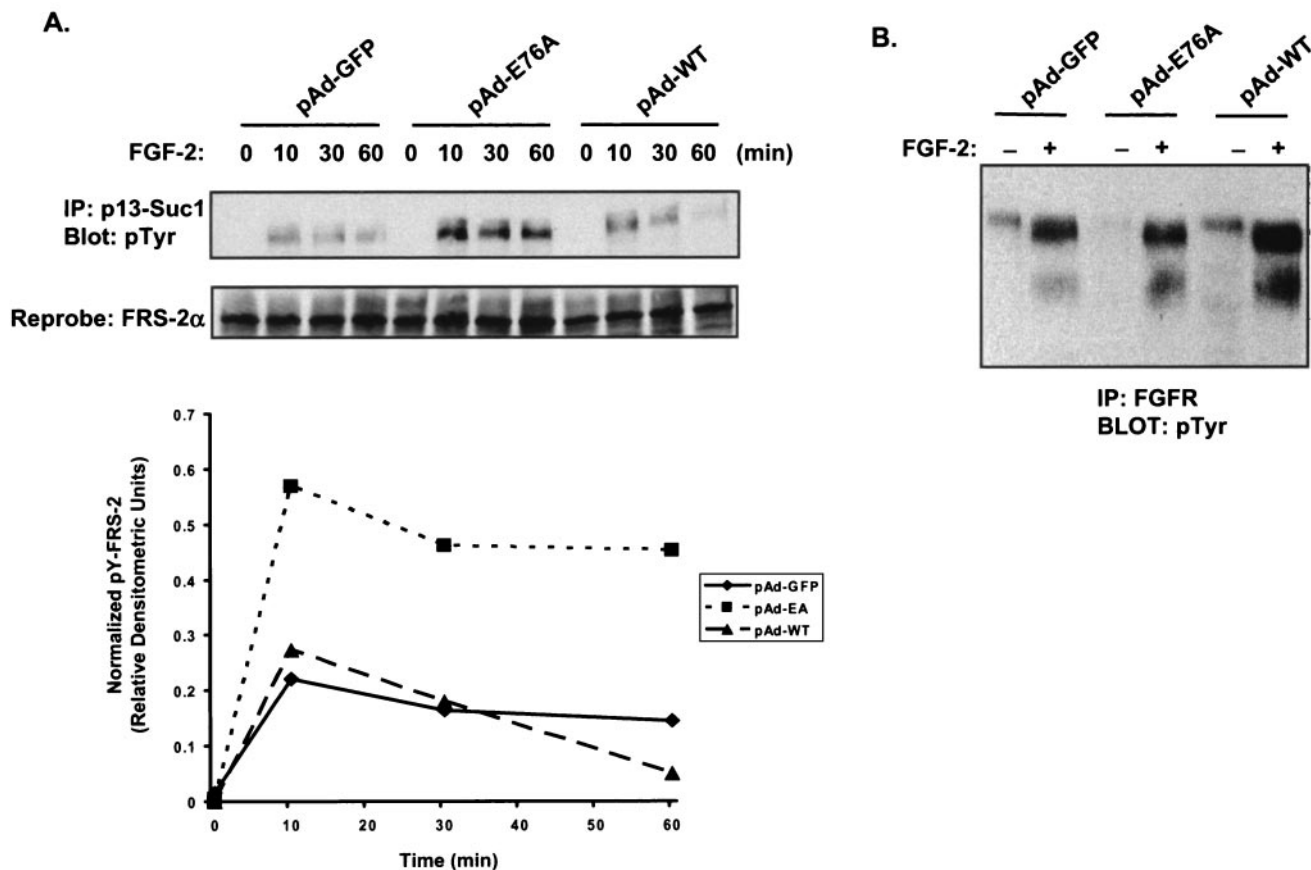 A.
pAd-GFP pAd-E76A pAd-WT
FGF-2: 0 10 30 60 0 10 30 60 0 10 30 60 (min)
IP: p13-Suc1
Blot: pTyr
Reprobe: FRS-2α
Normalized pY-FRS-2
(Relative Densitometric Units)
0.7
0.6
0.5
0.4
0.3
0.2
0.1
0
0 10 20 30 40 50 60
Time (min)
pAd-GFP
pAd-EA
pAd-WT
B.
pAd-GFP pAd-E76A pAd-WT
FGF-2: – + – + – +
IP: FGFR
BLOT: pTyr